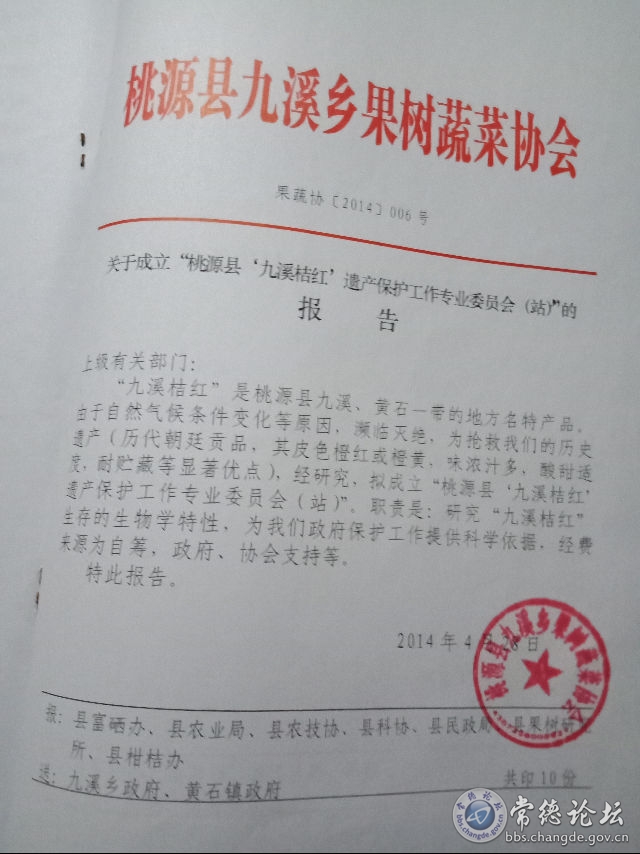 桃源县九溪乡果树蔬菜协会
果蔬协〔2014〕006号
关于成立“桃源县‘九溪桔红’遗产保护工作专业委员会（站）”的
报 告
上级有关部门：
“九溪桔红”是桃源县九溪、黄石一带的地方名特产品。
由于自然气候条件变化等原因，濒临灭绝，为抢救我们的历史
遗产（历代朝廷贡品，其皮色橙红或橙黄，味浓汁多，酸甜适
度，耐贮藏等显著优点），经研究，拟成立“桃源县‘九溪桔红’
遗产保护工作专业委员会（站）”。职责是：研究“九溪桔红”
生存的生物学特性，为我们政府保护工作提供科学依据，经费
来源为自筹，政府、协会支持等。
特此报告。
2014年4月28日
桃源县九溪乡果树蔬菜协会
报：县富硒办、县农业局、县农技协、县科协、县民政局、县果树研
所、县柑桔办
送：九溪乡政府、黄石镇政府
共印10份
常德论坛
bbs.changde.gov.cn